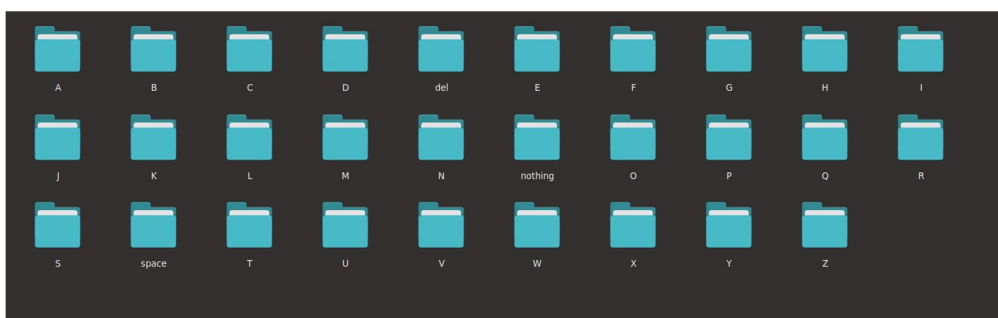 A B C D del E F G H I
J K L M N nothing O P Q R
S space T U V W X Y Z